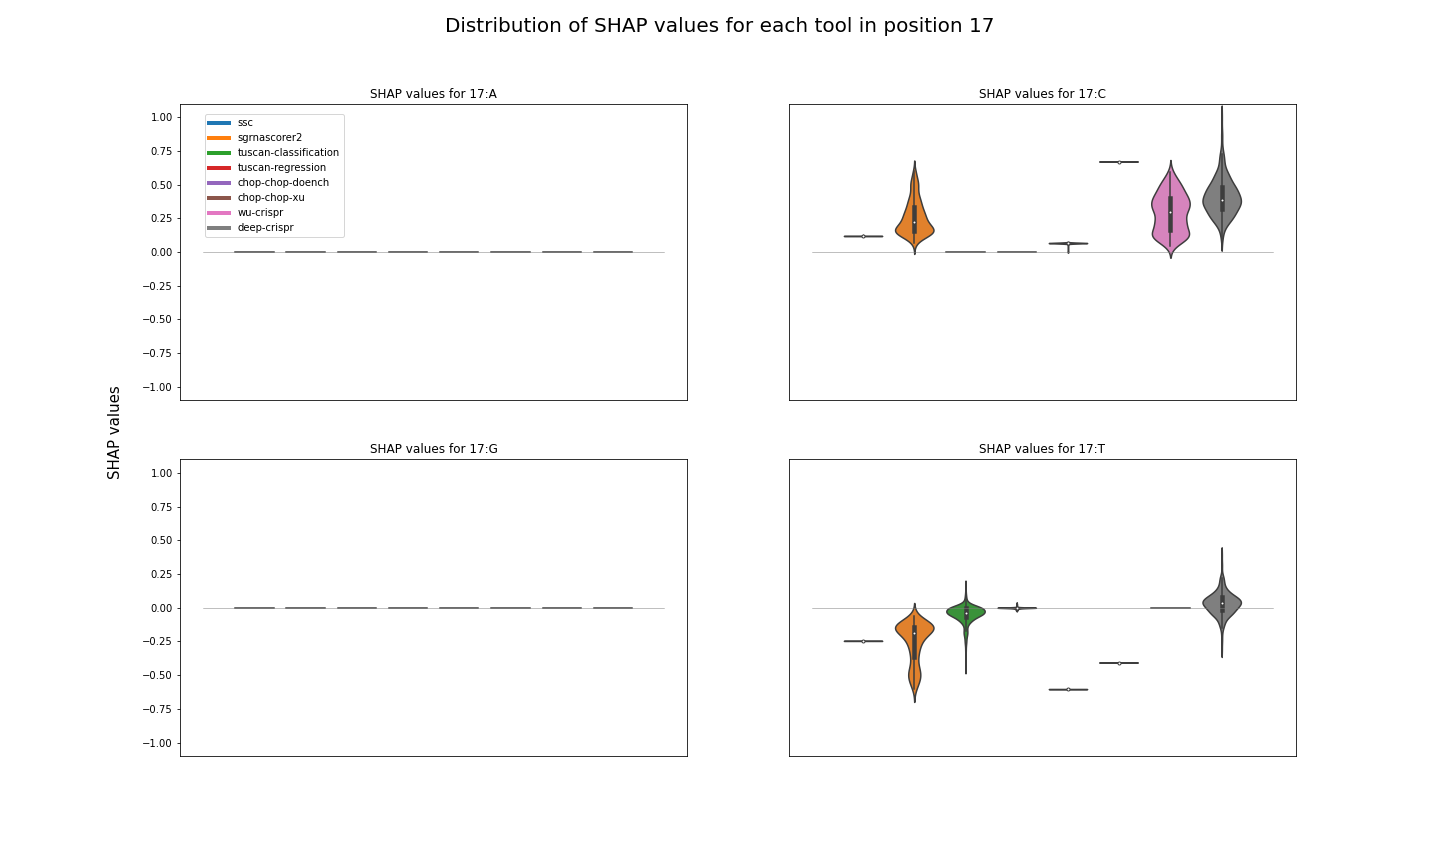 Distribution of SHAP values for each tool in position 17
SHAP values for 17:A
1.00
0.75
0.50
0.25
0.00
−0.25
−0.50
−0.75
−1.00
ssc
sgrnascorer2
tuscan-classification
tuscan-regression
chop-chop-doench
chop-chop-xu
wu-crispr
deep-crispr
SHAP values for 17:C
SHAP values
SHAP values for 17:G
1.00
0.75
0.50
0.25
0.00
−0.25
−0.50
−0.75
−1.00
SHAP values for 17:T